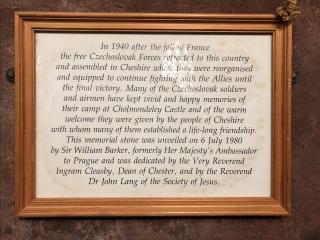 In 1940 after the fall of France
the free Czechoslovak Forces retreated to this country
and assembled in Cheshire where they were reorganised
and equipped to continue fighting with the Allies until
the final victory. Many of the Czechoslovak soldiers
and airmen have kept vivid and happy memories of
their camp at Cholmondeley Castle and of the warm
welcome they were given by the people of Cheshire
with whom many of them established a life-long friendship.
This memorial stone was unveiled on 6 July 1980
by Sir William Barker, formerly Her Majesty's Ambassador
to Prague and was dedicated by the Very Reverend
Ingram Cleasby, Dean of Chester, and by the Reverend
Dr John Lang of the Society of Jesus.